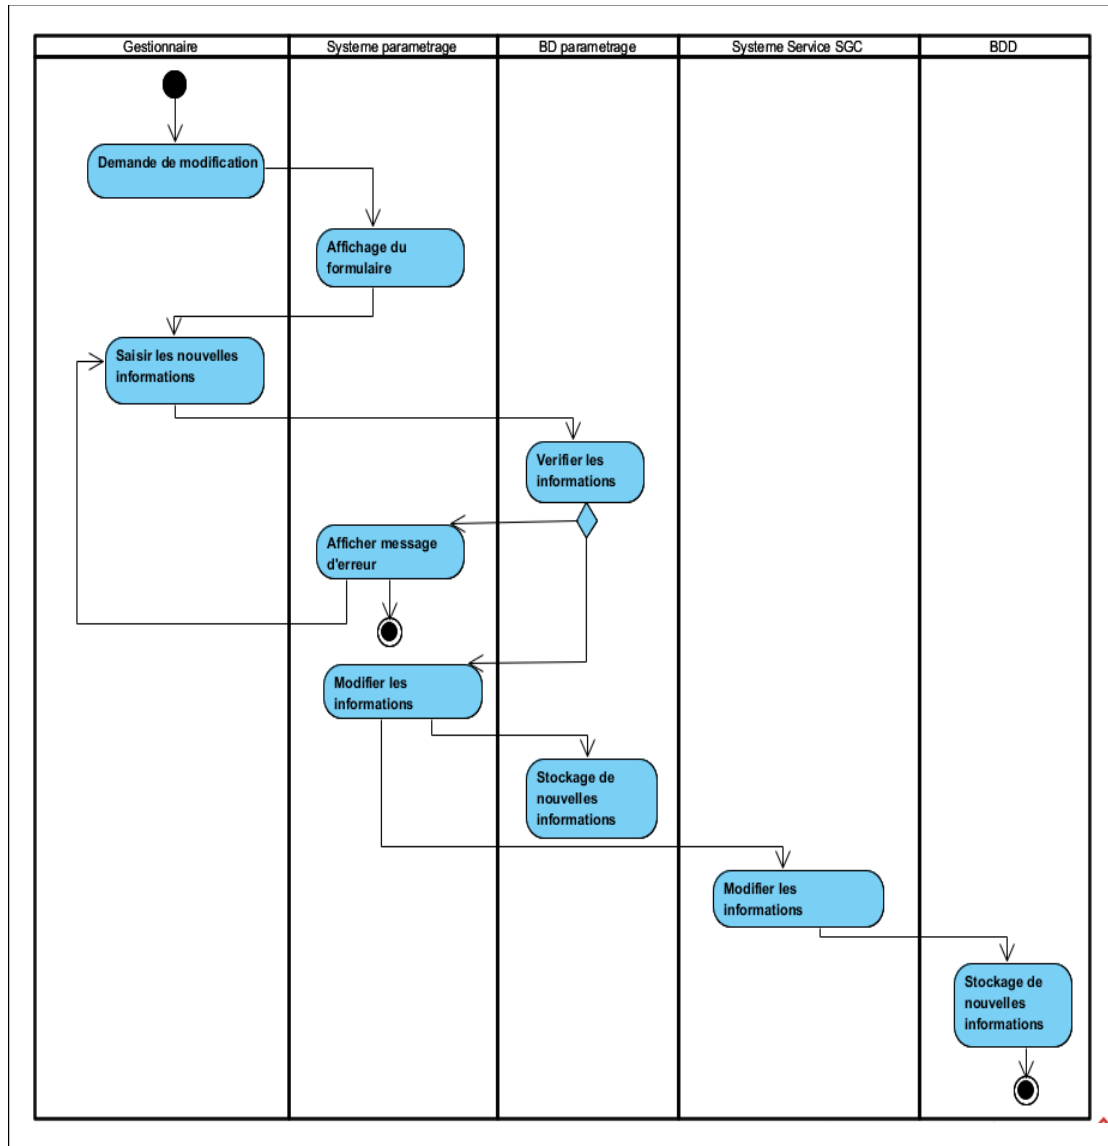 Gestionnaire
Systeme parametrage
BD parametrage
Systeme Service SGC
BDD
Demande de modification
Affichage du
formulaire
Saisir les nouvelles
informations
Verifier les
informations
Afficher message
d'erreur
Modifier les
informations
Stockage de
nouvelles
informations
Modifier les
informations
Stockage de
nouvelles
informations